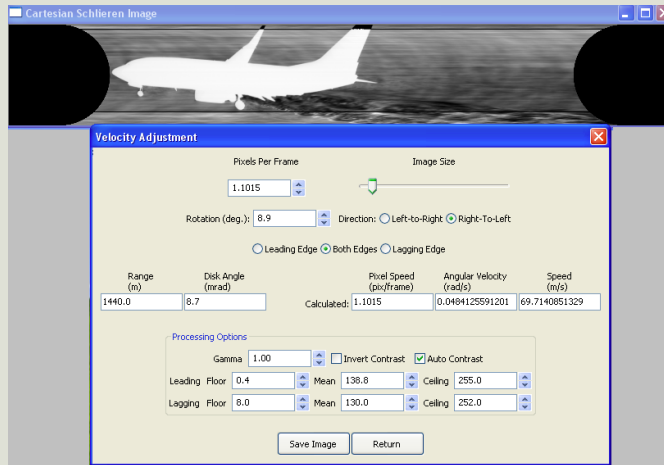 Cartesian Schlieren Image
Velocity Adjustment
Pixels Per Frame Image Size
1.1015
Rotation (deg.): 8.9 Direction: Left-to-Right Right-To-Left
Leading Edge Both Edges Lagging Edge
Range Disk Angle Pixel Speed Angular Velocity Speed
(m) (mrad) (pix/frame) (rad/s) (m/s)
1440.0 8.7 Calculated: 1.1015 0.0484125591201 69.7140851329
Processing Options
Gamma 1.00 Invert Contrast Auto Contrast
Leading Floor 0.4 Mean 138.8 Ceiling 255.0
Lagging Floor 8.0 Mean 130.0 Ceiling 252.0
Save Image Return